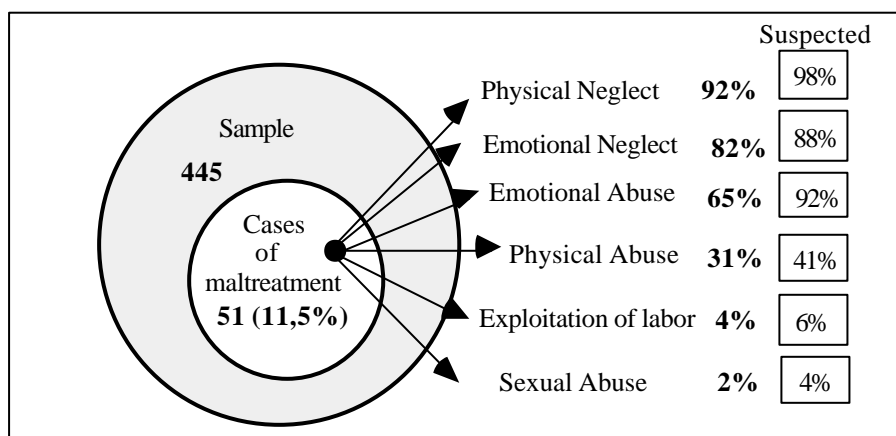 Suspected
Physical Neglect 92% 98%
Sample
Emotional Neglect 82% 88%
445
Emotional Abuse 65% 92%
Cases
of
maltreatment
51 (11,5%)
Physical Abuse 31% 41%
Exploitation of labor 4% 6%
Sexual Abuse 2% 4%